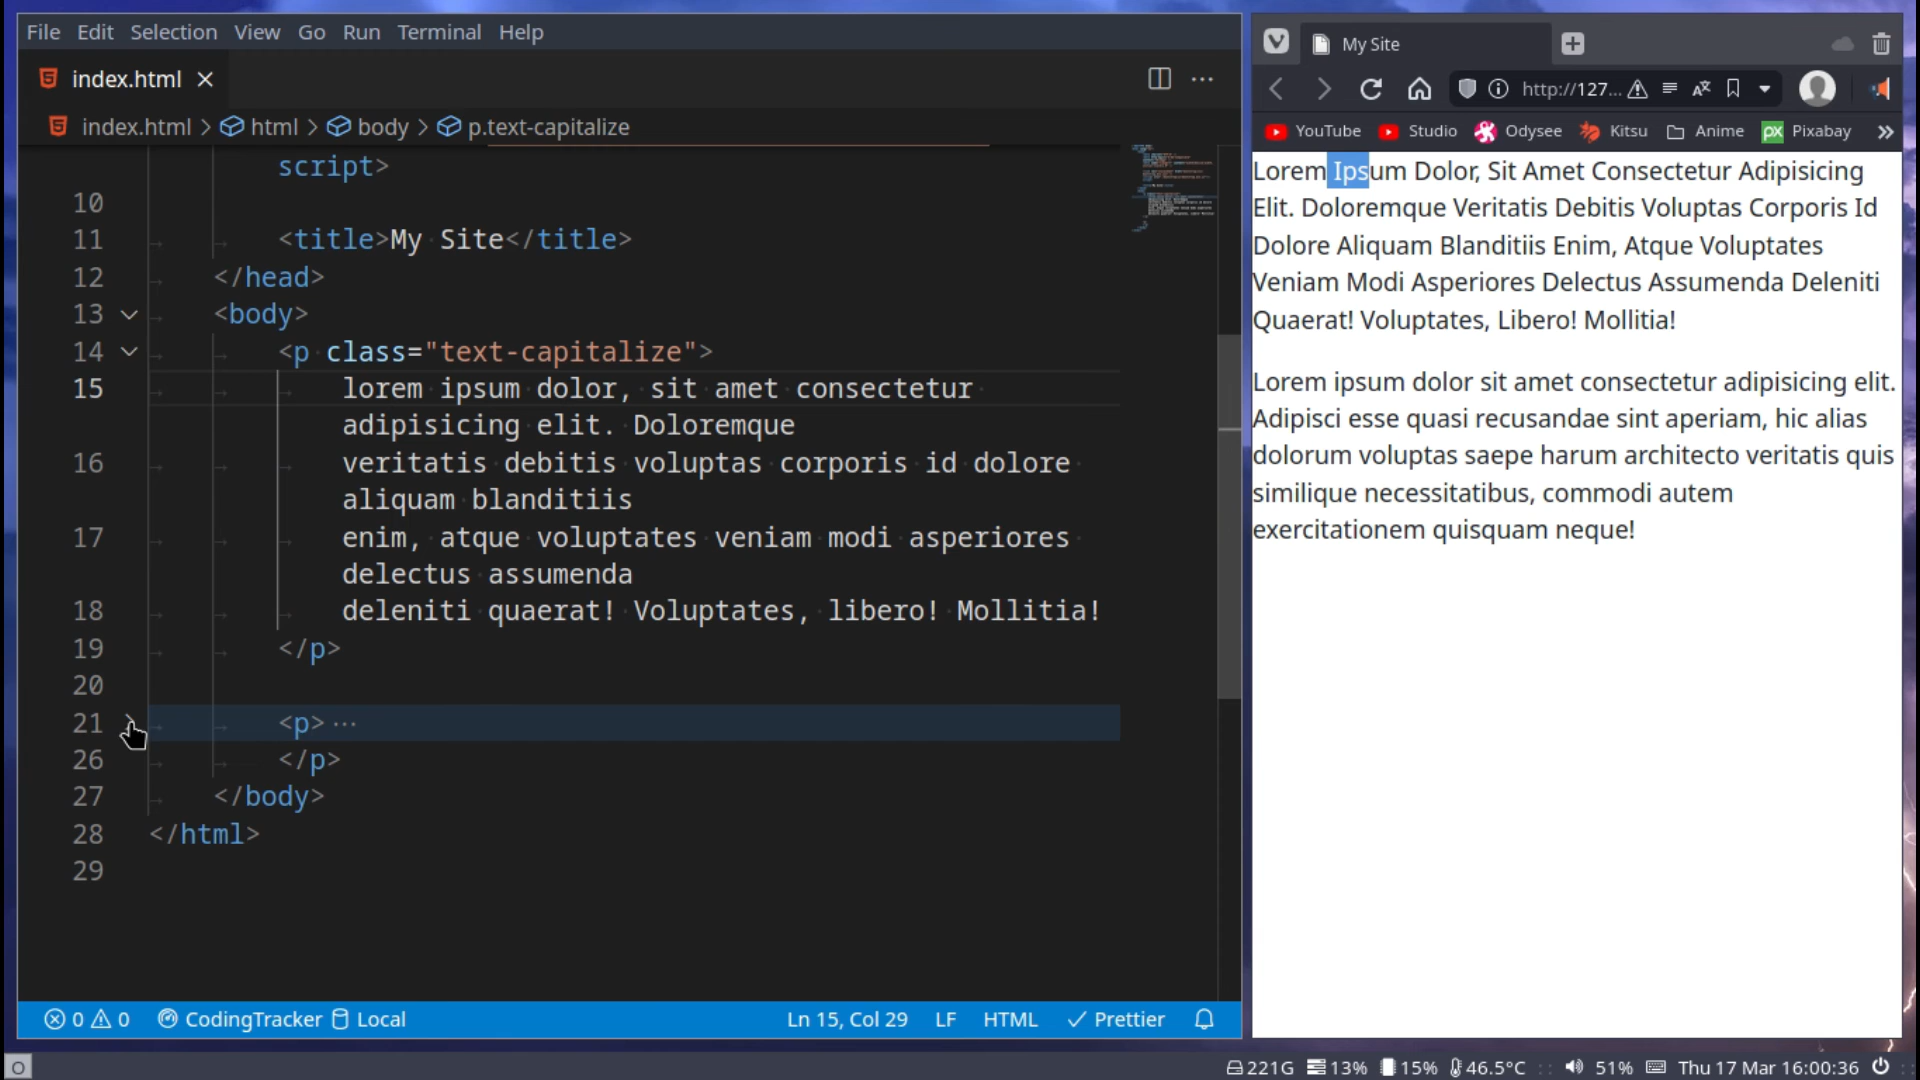 File Edit Selection View Go Run Terminal Help
index.html
index.html > html > body > p.text-capitalize
script>
10
11 <title>My Site</title>
12 </head>
13 <body>
14 <p class="text-capitalize">
15 lorem ipsum dolor, sit amet consectetur
adipisicing elit. Doloremque
16 veritatis debitis voluptas corporis id dolore
aliquam blanditiis
17 enim, atque voluptates veniam modi asperiores
delectus assumenda
18 deleniti quaerat! Voluptates, libero! Mollitia!
19 </p>
20
21 <p> ···
26 </p>
27 </body>
28 </html>
29
0 0 CodingTracker Local Ln 15, Col 29 LF HTML Prettier
My Site
http://127...
YouTube Studio Odysee Kitsu Anime px Pixabay »
Lorem Ipsum Dolor, Sit Amet Consectetur Adipisicing
Elit. Doloremque Veritatis Debitis Voluptas Corporis Id
Dolore Aliquam Blanditiis Enim, Atque Voluptates
Veniam Modi Asperiores Delectus Assumenda Deleniti
Quaerat! Voluptates, Libero! Mollitia!
Lorem ipsum dolor sit amet consectetur adipisicing elit.
Adipisci esse quasi recusandae sint aperiam, hic alias
dolorum voluptas saepe harum architecto veritatis quis
similique necessitatibus, commodi autem
exercitationem quisquam neque!
221G 13% 15% 46.5°C :: 51% Thu 17 Mar 16:00:36